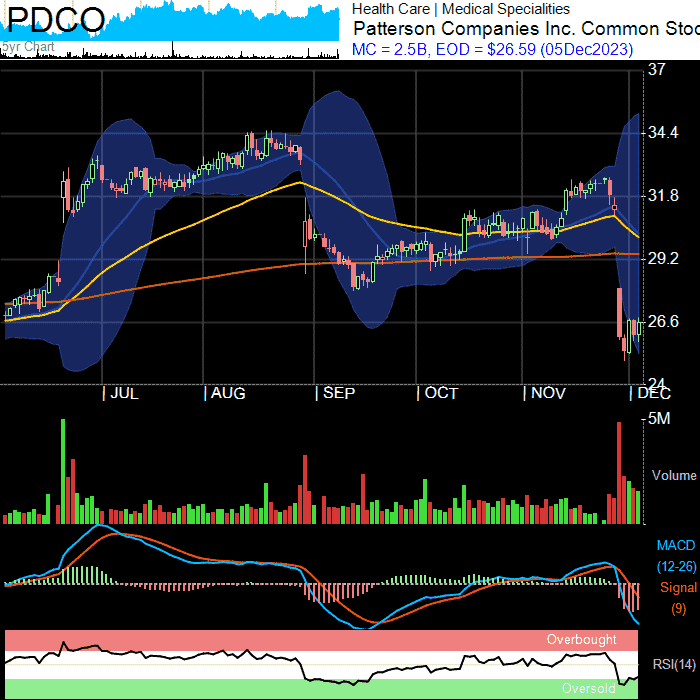 PDCO
5yr Chart
Health Care | Medical Specialities
Patterson Companies Inc. Common Stoc
MC = 2.5B, EOD = $26.59 (05Dec2023)
37
34.4
31.8
29.2
26.6
24
JUL
AUG
SEP
OCT
NOV
DEC
5M
Volume
MACD
(12-26)
Signal
(9)
Overbought
RSI(14)
Oversold